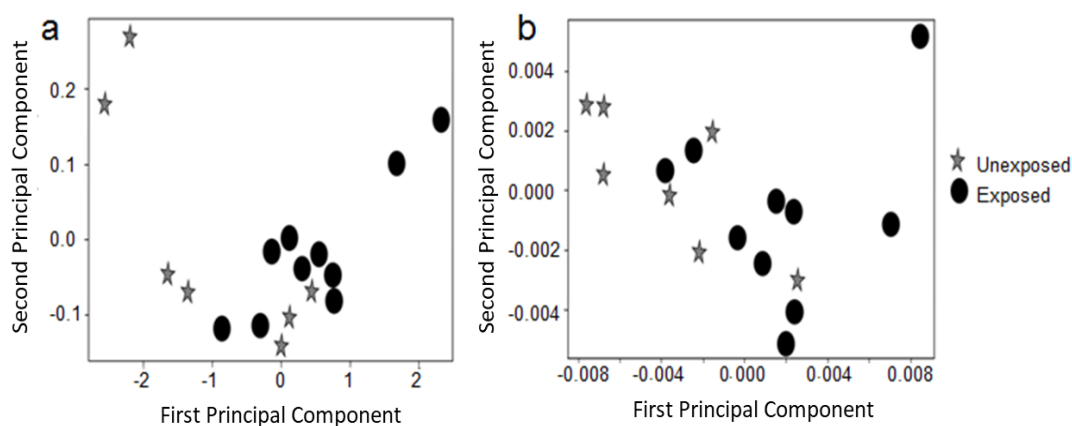 a
Second Principal Component
0.2
0.1
0.0
-0.1
-2 -1 0 1 2
First Principal Component
b
Second Principal Component
0.004
0.002
0.000
-0.002
-0.004
-0.008 -0.004 0.000 0.004 0.008
First Principal Component
Unexposed
Exposed